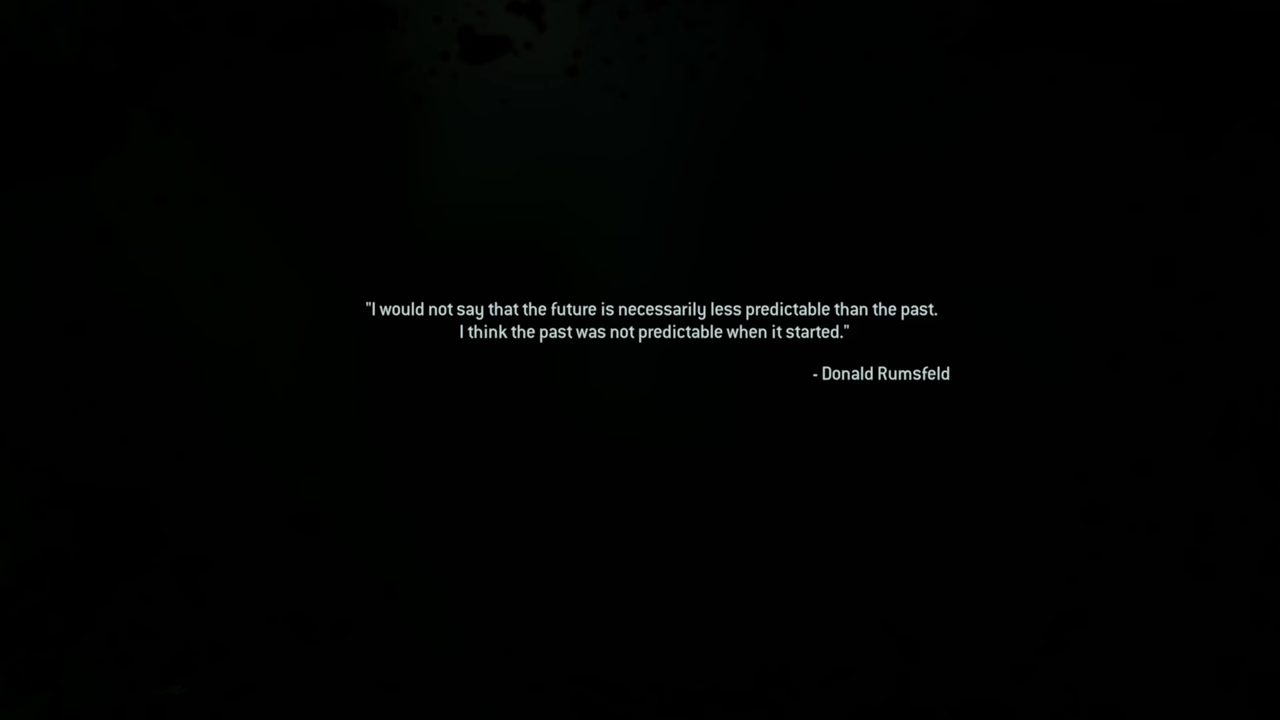 "I would not say that the future is necessarily less predictable than the past.
I think the past was not predictable when it started."
- Donald Rumsfeld